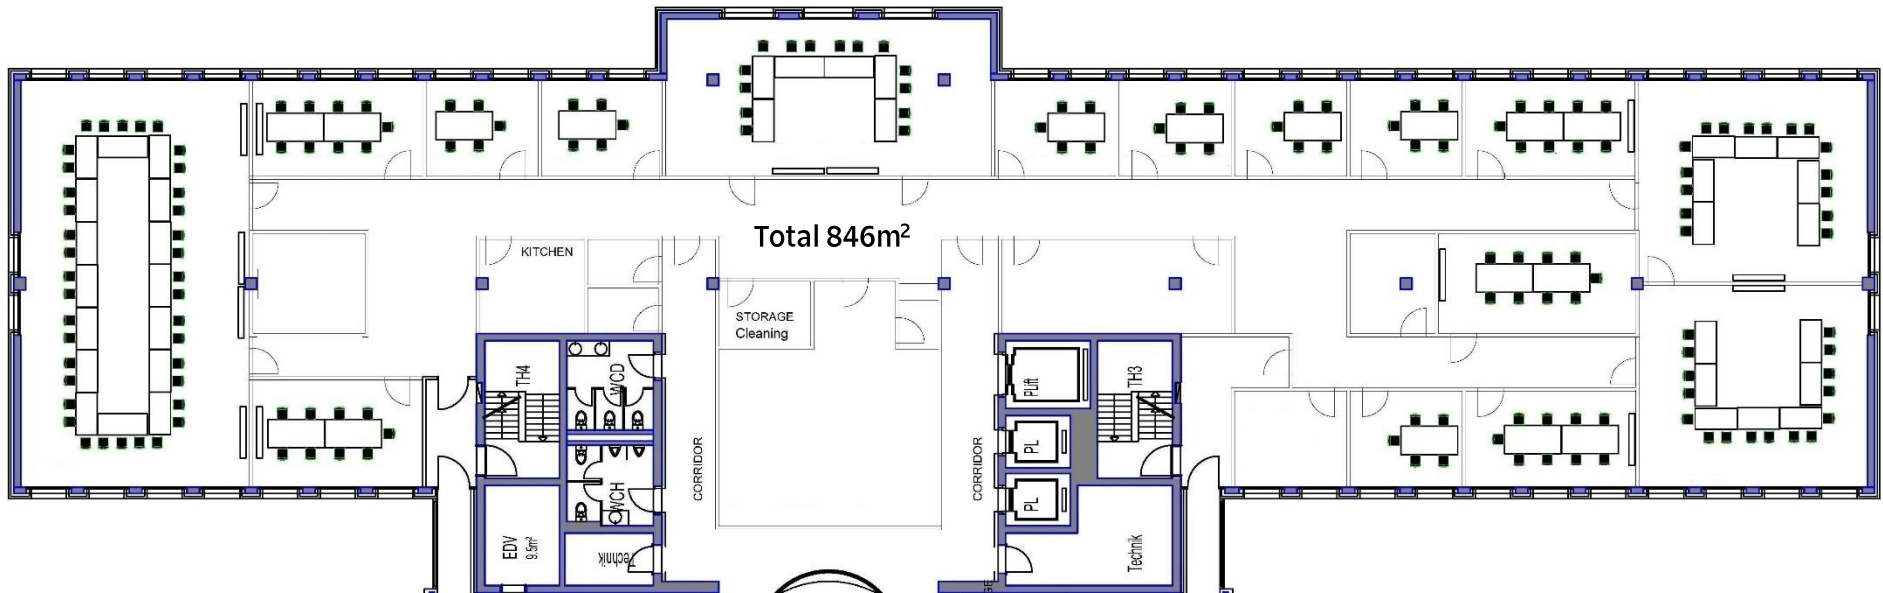 Total 846m²
KITCHEN
STORAGE
Cleaning
TH4
WCD
PLift
TH3
CORRIDOR
CORRIDOR
PL
WCH
PL
EDV
9.5m²
Technik
Technik